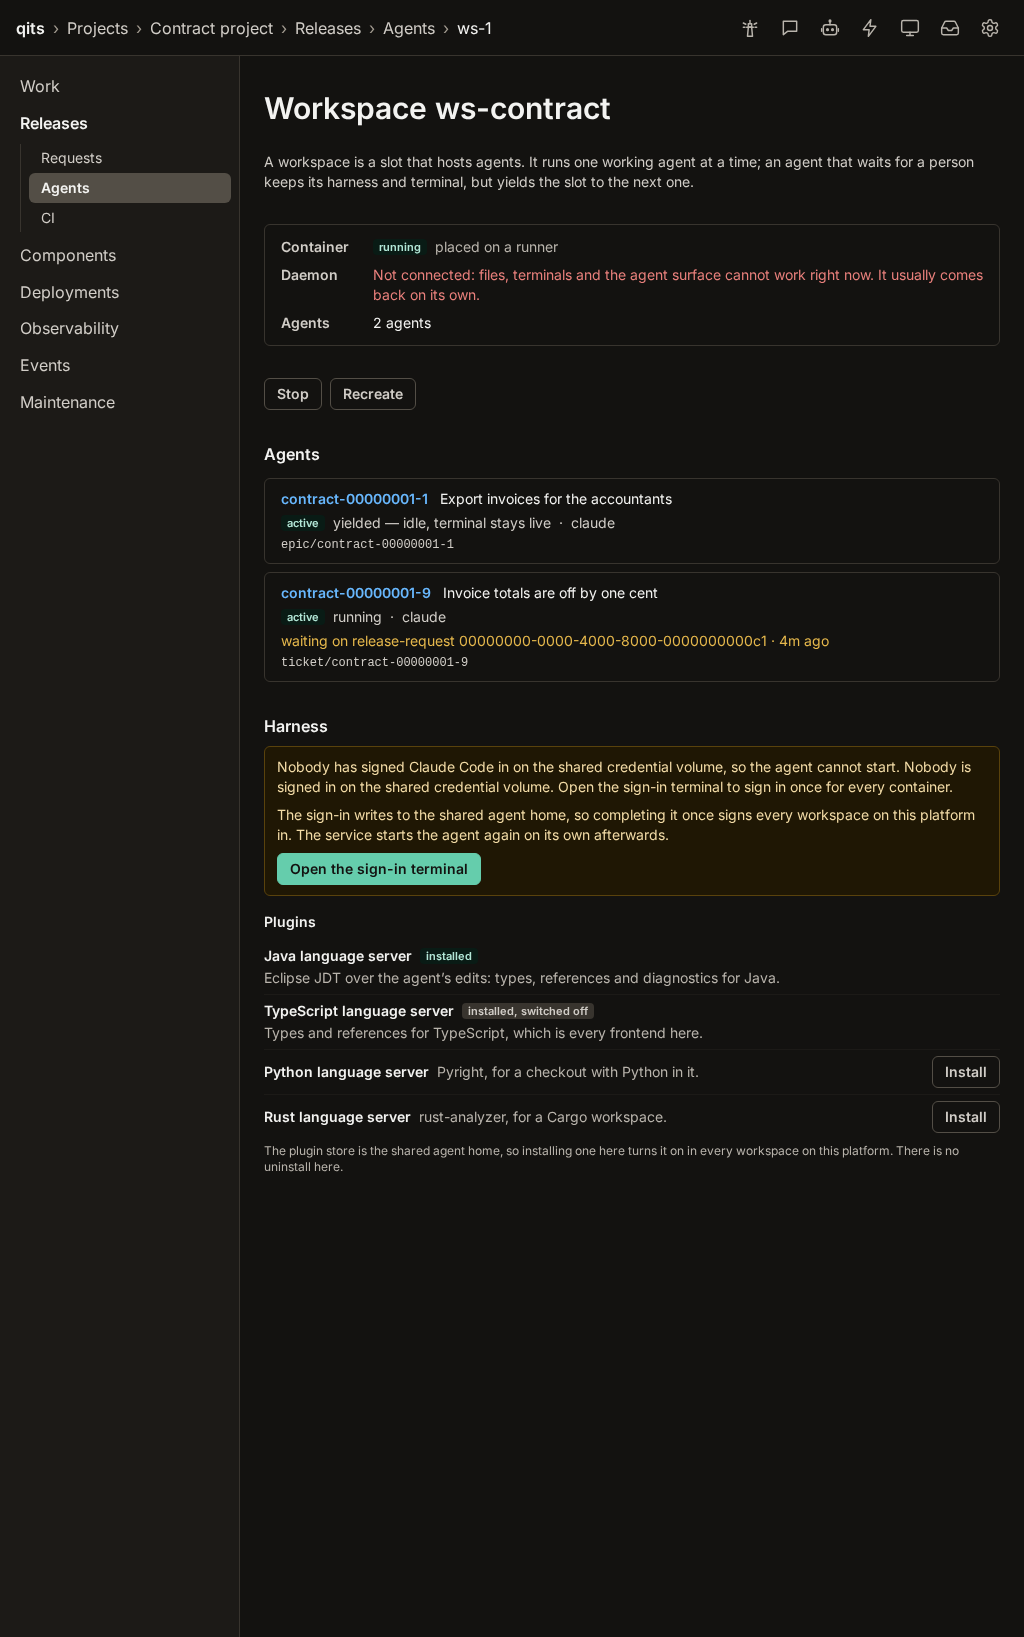 qits › Projects › Contract project › Releases › Agents › ws-1
Work
Releases
Requests
Agents
CI
Components
Deployments
Observability
Events
Maintenance
Workspace ws-contract
A workspace is a slot that hosts agents. It runs one working agent at a time; an agent that waits for a person
keeps its harness and terminal, but yields the slot to the next one.
Container running placed on a runner
Daemon Not connected: files, terminals and the agent surface cannot work right now. It usually comes
back on its own.
Agents 2 agents
Stop Recreate
Agents
contract-00000001-1 Export invoices for the accountants
active yielded — idle, terminal stays live · claude
epic/contract-00000001-1
contract-00000001-9 Invoice totals are off by one cent
active running · claude
waiting on release-request 00000000-0000-4000-8000-0000000000c1 · 4m ago
ticket/contract-00000001-9
Harness
Nobody has signed Claude Code in on the shared credential volume, so the agent cannot start. Nobody is
signed in on the shared credential volume. Open the sign-in terminal to sign in once for every container.
The sign-in writes to the shared agent home, so completing it once signs every workspace on this platform
in. The service starts the agent again on its own afterwards.
Open the sign-in terminal
Plugins
Java language server installed
Eclipse JDT over the agent’s edits: types, references and diagnostics for Java.
TypeScript language server installed, switched off
Types and references for TypeScript, which is every frontend here.
Python language server Pyright, for a checkout with Python in it. Install
Rust language server rust-analyzer, for a Cargo workspace. Install
The plugin store is the shared agent home, so installing one here turns it on in every workspace on this platform. There is no
uninstall here.